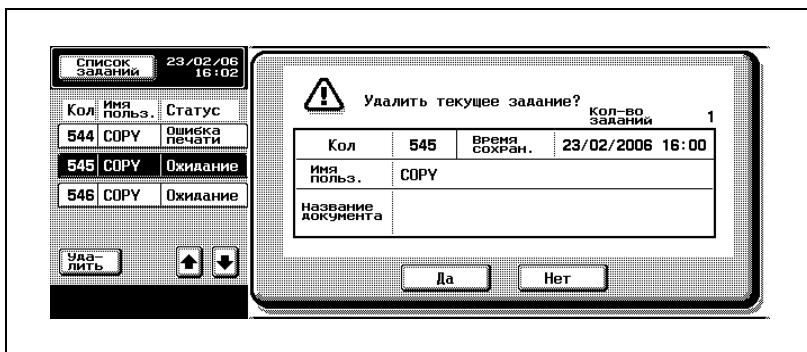 Список
заданий
23/02/06
16:02
Кол Имя
польз. Статус
544 COPY Ошибка
печати
545 COPY Ожидание
546 COPY Ожидание
Уда-
лить
Удалить текущее задание?
Кол-во
заданий 1
Кол 545 Время
сохран. 23/02/2006 16:00
Имя
польз. COPY
Название
документа
Да Нет